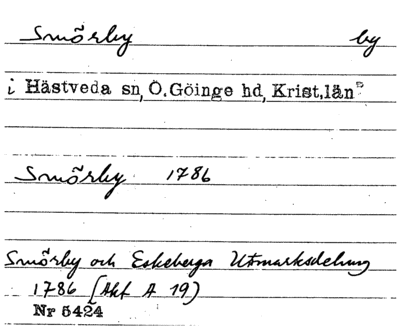 Smörby by
i Hästveda sn, Ö.Göinge hd, Krist.län
Smörby 1786
Smörby och Eskeberga Utmarksdelning
1786 (Akt A 19)
Nr 5424